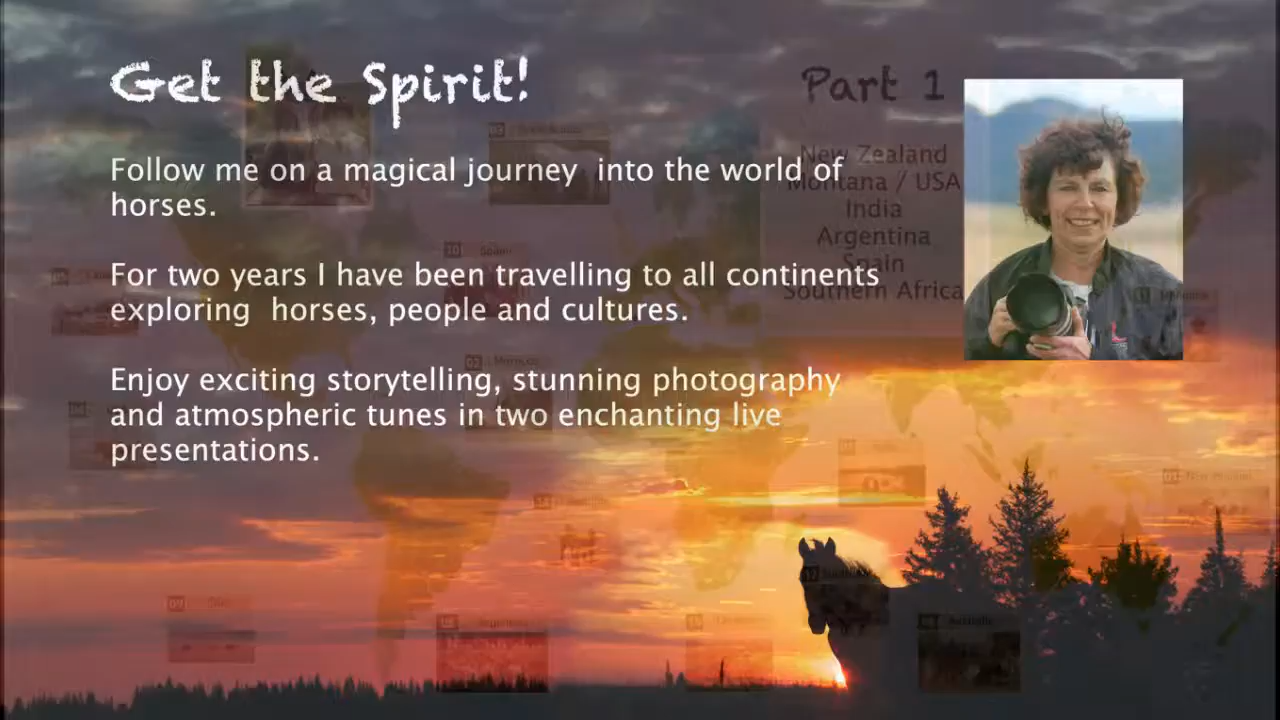 Get the Spirit!
Follow me on a magical journey into the world of
horses.
For two years I have been travelling to all continents
exploring horses, people and cultures.
Enjoy exciting storytelling, stunning photography
and atmospheric tunes in two enchanting live
presentations.
Part 1
New Zealand
Montana / USA
India
Argentina
Spain
Southern Africa